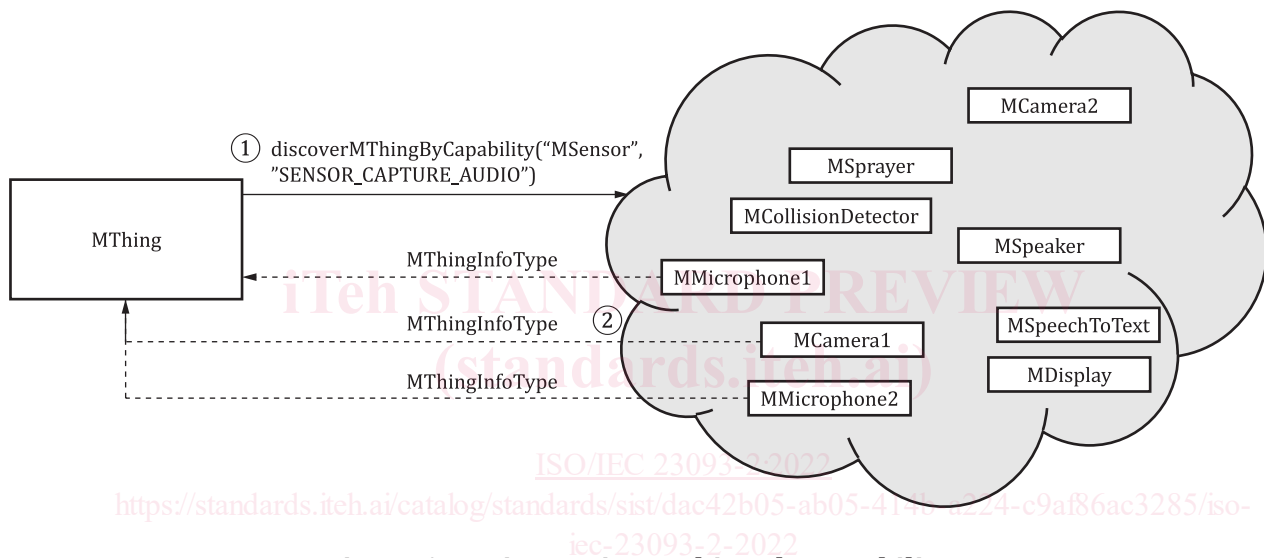 ① discoverMThingByCapability(“MSensor”,
”SENSOR_CAPTURE_AUDIO”)
MThing
MCamera2
MSprayer
MCollisionDetector
MSpeaker
MThingInfoType
MMicrophone1
iTeh STANDARD PREVIEW
MThingInfoType ②
MCamera1
MSpeechToText
(standards.iteh.ai)
MDisplay
MThingInfoType
MMicrophone2
ISO/IEC 23093-2:2022
https://standards.iteh.ai/catalog/standards/sist/dac42b05-ab05-414b-a224-c9af86ac3285/iso-
iec-23093-2-2022